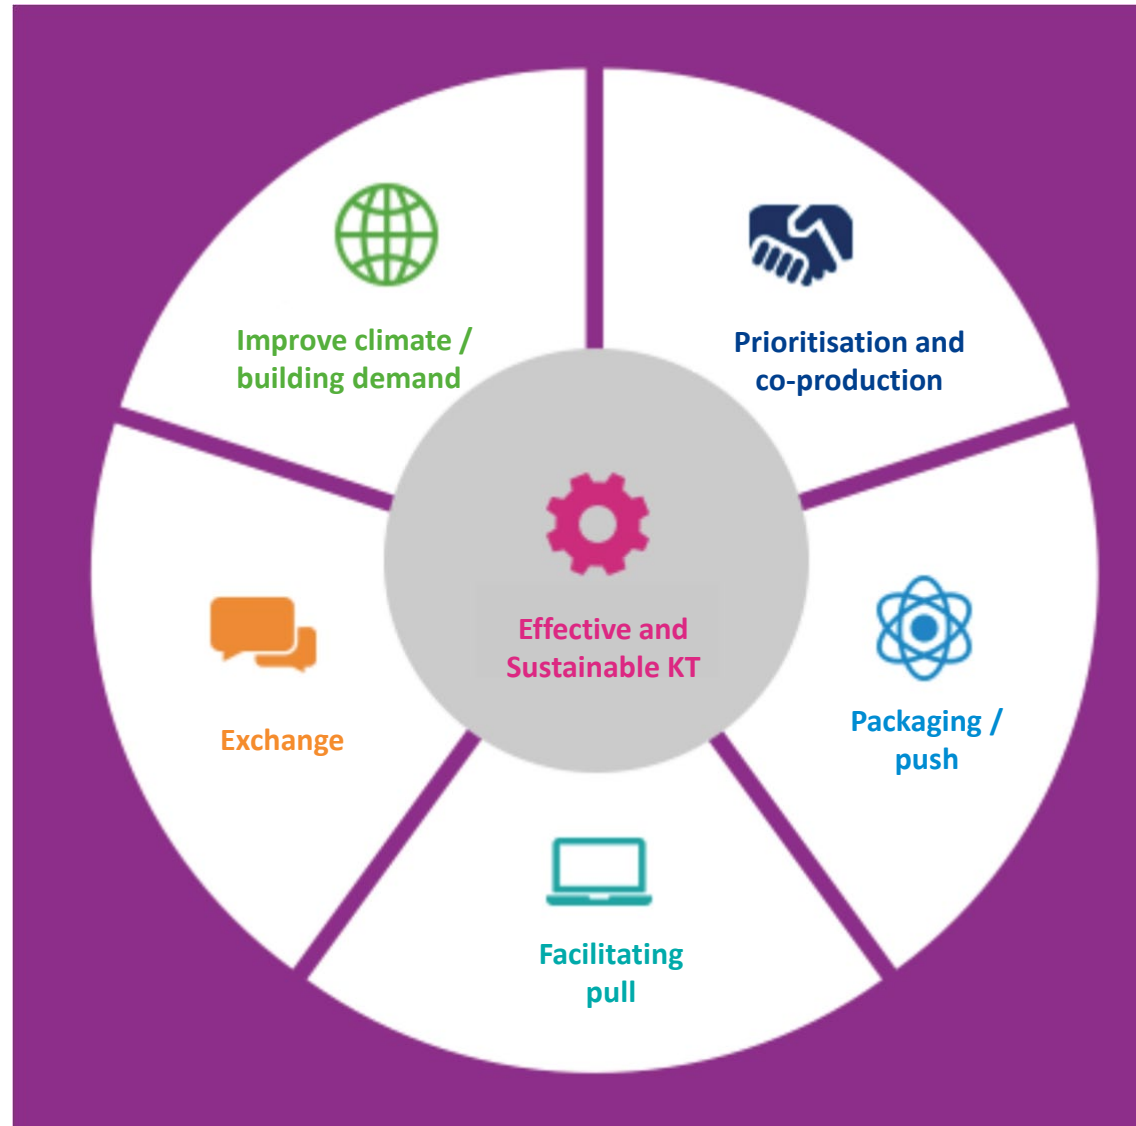 Improve climate /
building demand
Prioritisation and
co-production
Effective and
Sustainable KT
Exchange
Packaging /
push
Facilitating
pull